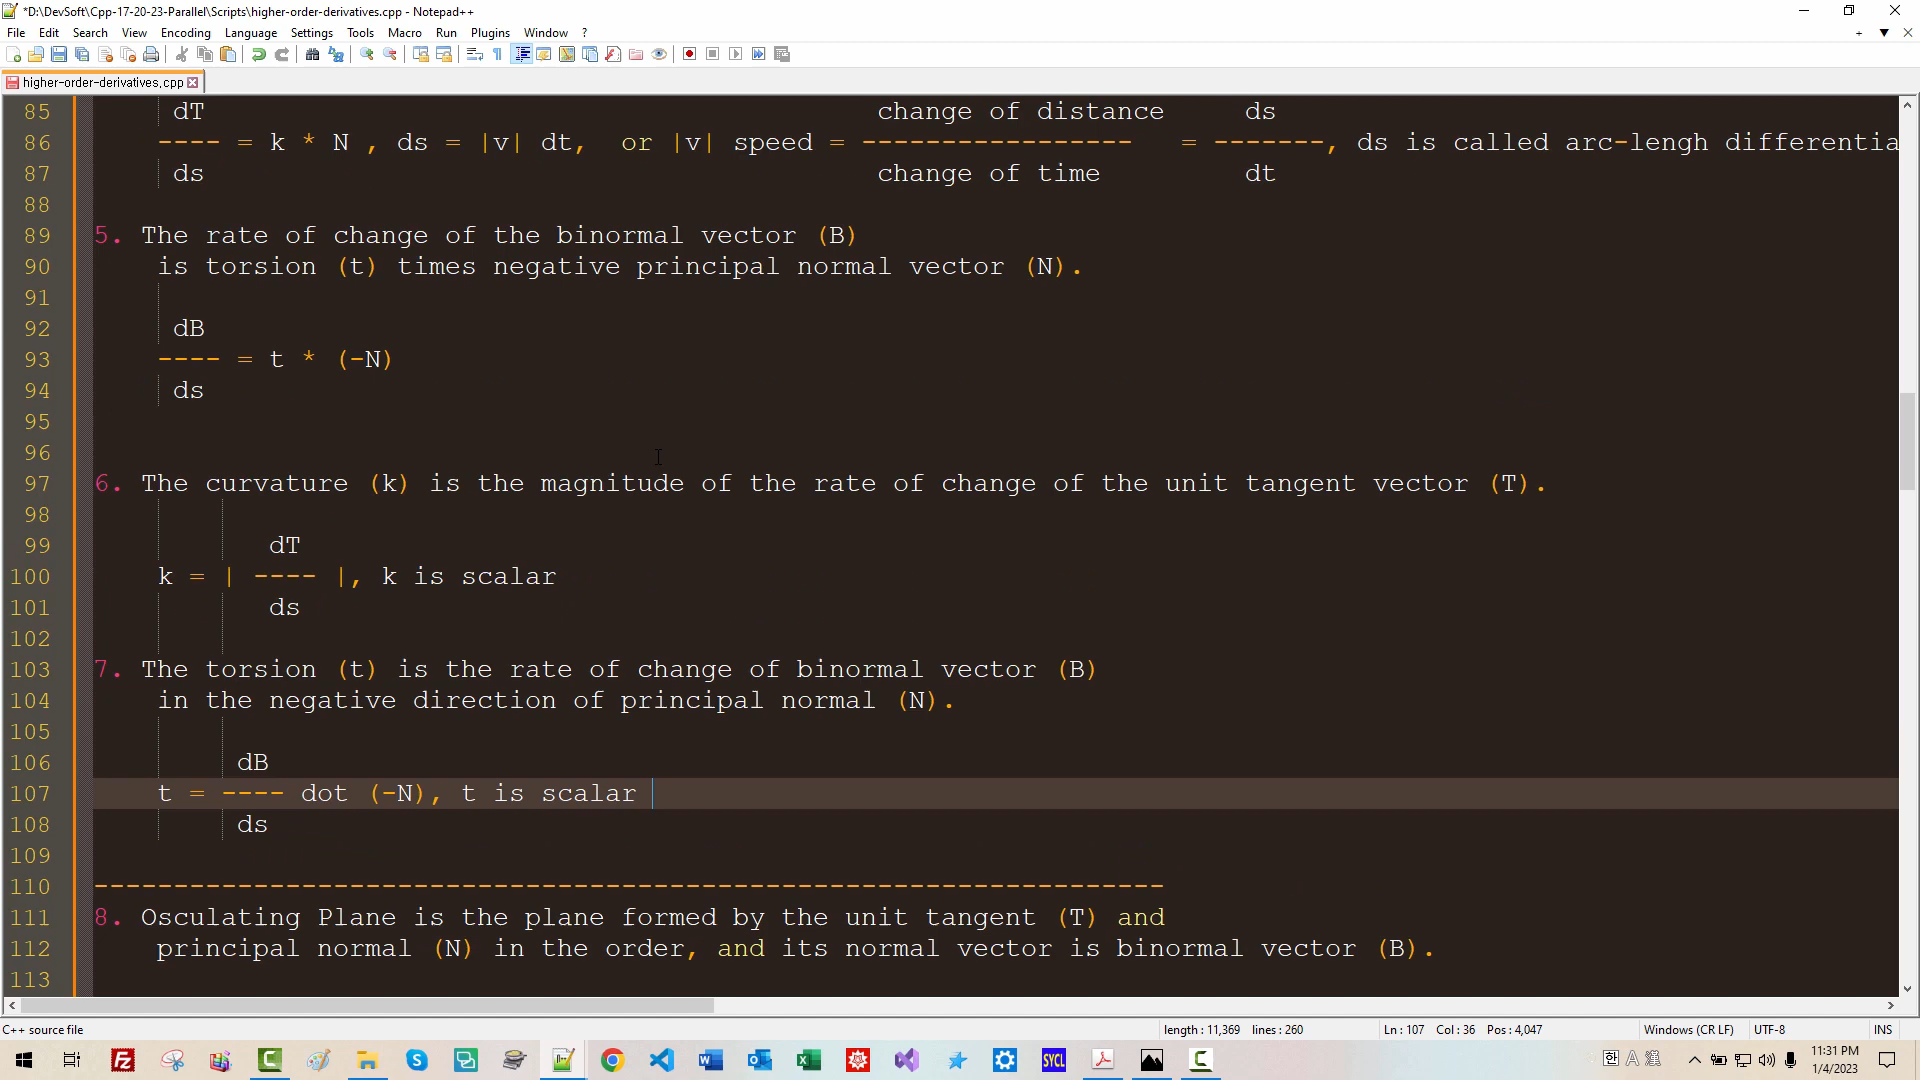 *D:\DevSoft\Cpp-17-20-23-Parallel\Scripts\higher-order-derivatives.cpp - Notepad++
File Edit Search View Encoding Language Settings Tools Macro Run Plugins Window ?
higher-order-derivatives.cpp
85 dT change of distance ds
86 ---- = k * N , ds = |v| dt, or |v| speed = ----------------- = -------, ds is called arc-lengh differentia
87 ds change of time dt
88
89 5. The rate of change of the binormal vector (B)
90 is torsion (t) times negative principal normal vector (N).
91
92 dB
93 ---- = t * (-N)
94 ds
95
96
97 6. The curvature (k) is the magnitude of the rate of change of the unit tangent vector (T).
98
99 dT
100 k = | ---- |, k is scalar
101 ds
102
103 7. The torsion (t) is the rate of change of binormal vector (B)
104 in the negative direction of principal normal (N).
105
106 dB
107 t = ---- dot (-N), t is scalar
108 ds
109
110 -------------------------------------------------------------------
111 8. Osculating Plane is the plane formed by the unit tangent (T) and
112 principal normal (N) in the order, and its normal vector is binormal vector (B).
113
C++ source file length : 11,369 lines : 260 Ln : 107 Col : 36 Pos : 4,047 Windows (CR LF) UTF-8 INS
SYCL 한 A 漢 11:31 PM
1/4/2023